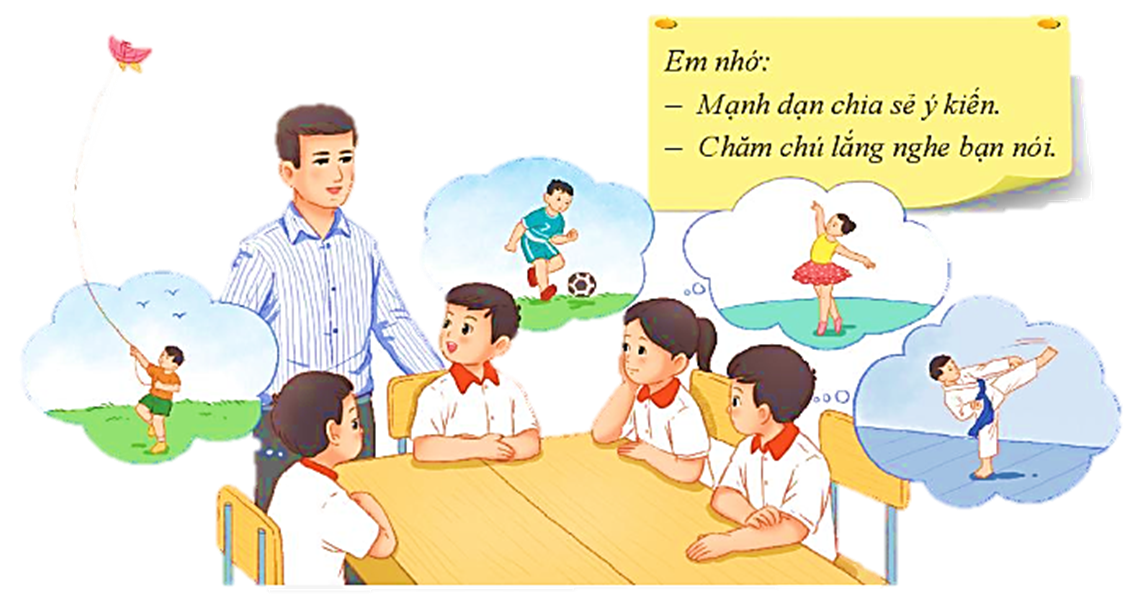 Em nhớ:
– Mạnh dạn chia sẻ ý kiến.
– Chăm chú lắng nghe bạn nói.